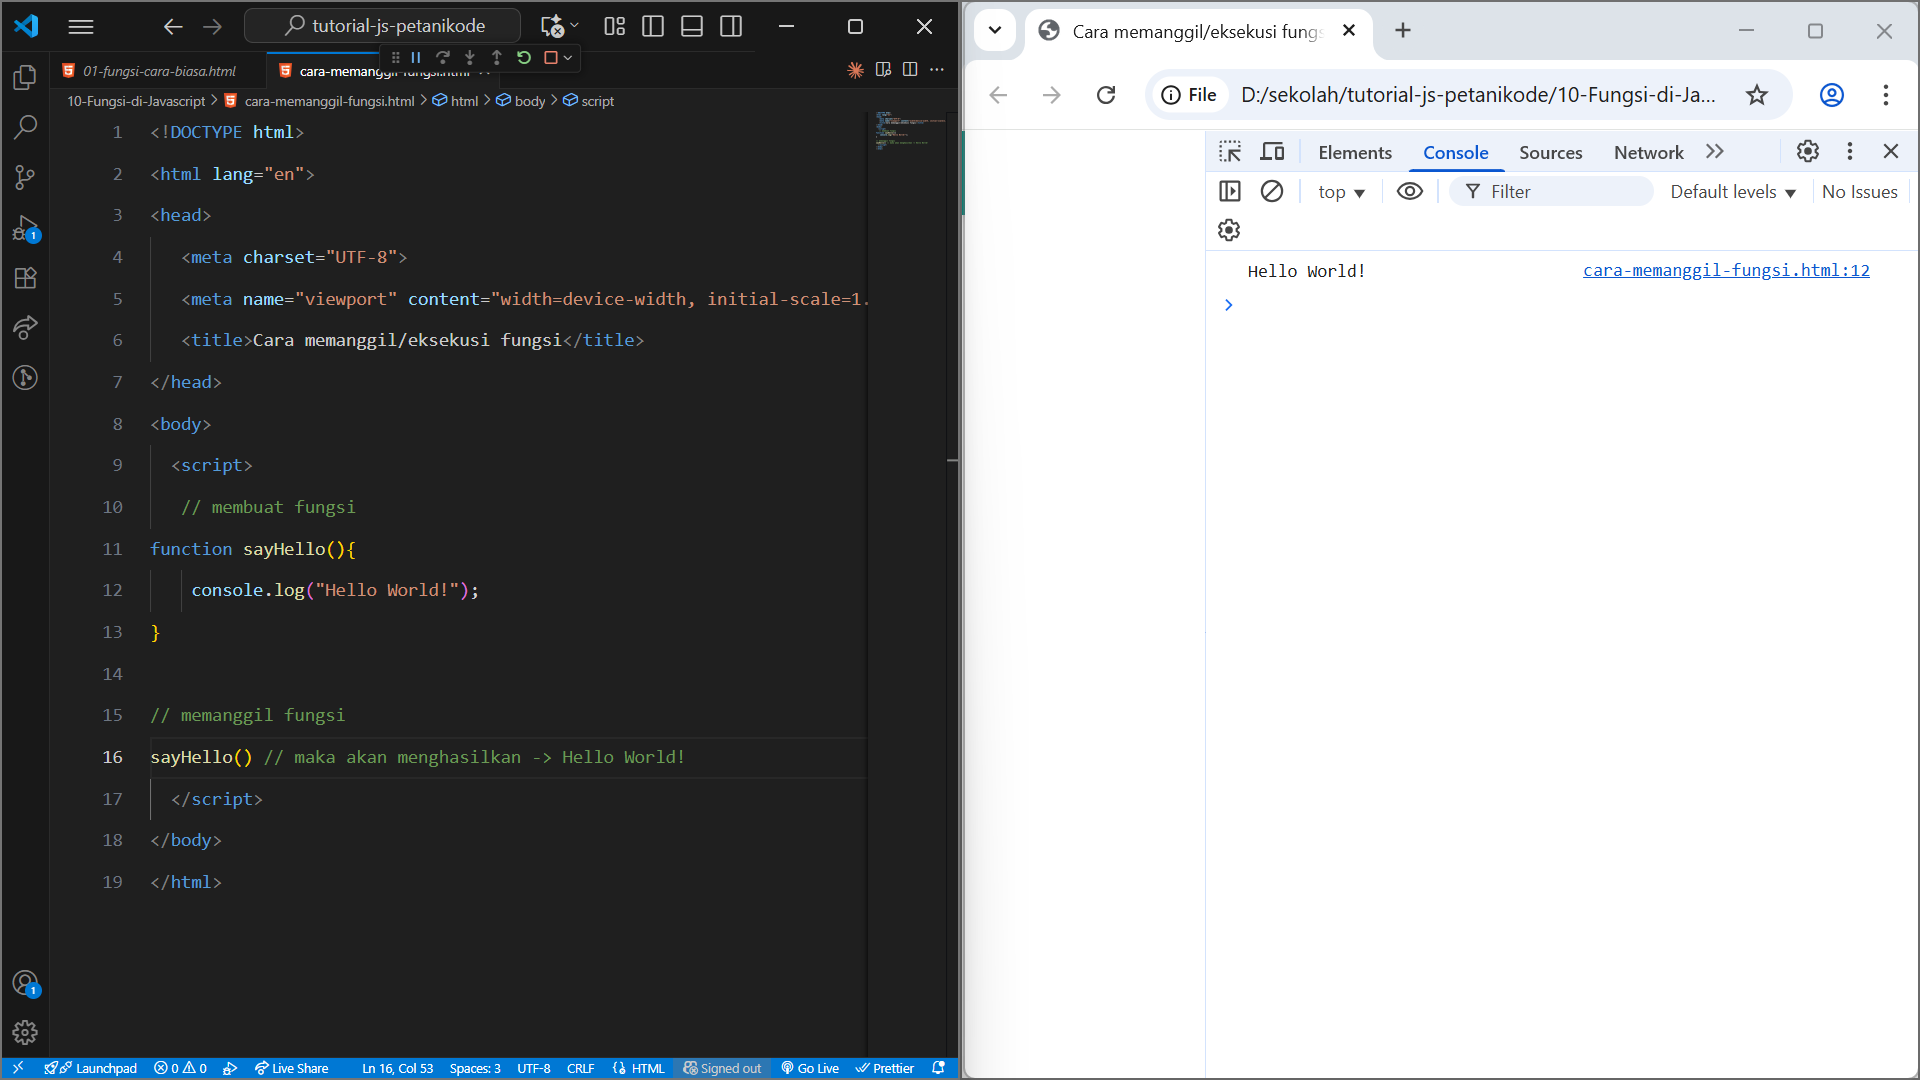 tutorial-js-petanikode
01-fungsi-cara-biasa.html
cara-memanggil-fungsi.html
10-Fungsi-di-Javascript > cara-memanggil-fungsi.html > html > body > script
1 <!DOCTYPE html>
2 <html lang="en">
3 <head>
4 <meta charset="UTF-8">
5 <meta name="viewport" content="width=device-width, initial-scale=1.
6 <title>Cara memanggil/eksekusi fungsi</title>
7 </head>
8 <body>
9 <script>
10 // membuat fungsi
11 function sayHello(){
12 console.log("Hello World!");
13 }
14
15 // memanggil fungsi
16 sayHello() // maka akan menghasilkan -> Hello World!
17 </script>
18 </body>
19 </html>
1
1
Launchpad 0 0 Live Share Ln 16, Col 53 Spaces: 3 UTF-8 CRLF HTML Signed out Go Live Prettier
Cara memanggil/eksekusi fungs
File D:/sekolah/tutorial-js-petanikode/10-Fungsi-di-Ja...
Elements Console Sources Network
top Filter Default levels No Issues
Hello World! cara-memanggil-fungsi.html:12